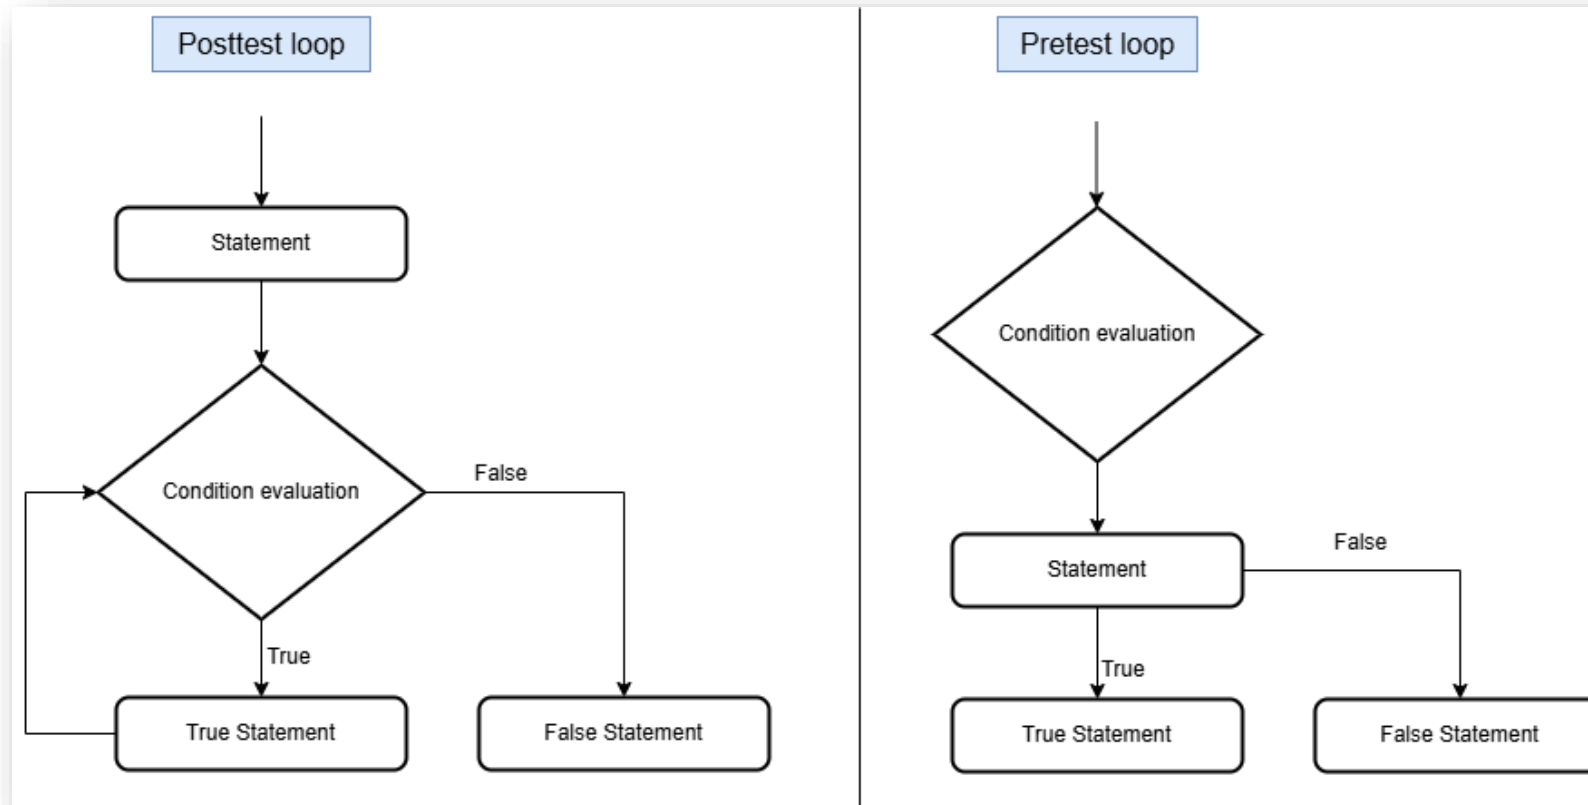 Posttest loop
Statement
Condition evaluation
False
True
True Statement
False Statement
Pretest loop
Condition evaluation
Statement
False
True
True Statement
False Statement